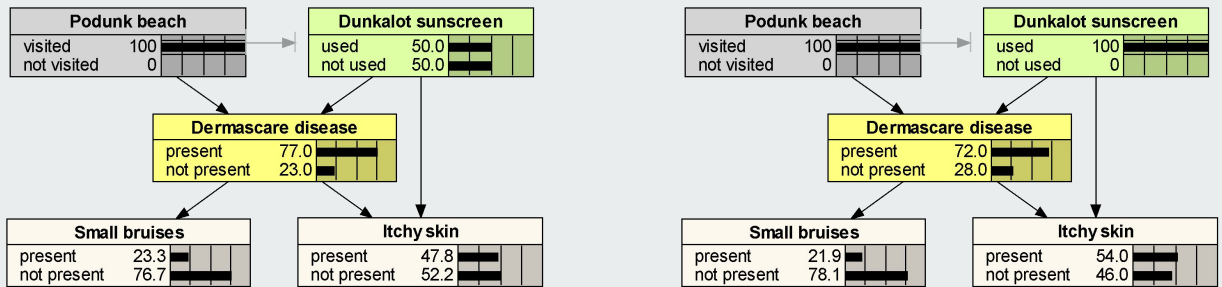 Podunk beach
visited 100
not visited 0
Dunkalot sunscreen
used 50.0
not used 50.0
Dermascare disease
present 77.0
not present 23.0
Small bruises
present 23.3
not present 76.7
Itchy skin
present 47.8
not present 52.2
Podunk beach
visited 100
not visited 0
Dunkalot sunscreen
used 100
not used 0
Dermascare disease
present 72.0
not present 28.0
Small bruises
present 21.9
not present 78.1
Itchy skin
present 54.0
not present 46.0